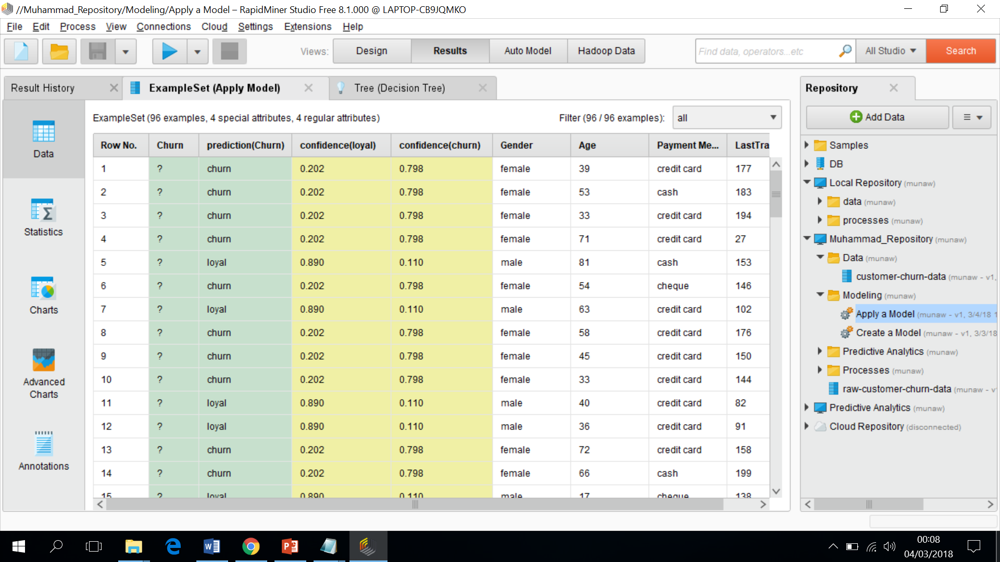 //Muhammad_Repository/Modeling/Apply a Model – RapidMiner Studio Free 8.1.000 @ LAPTOP-CB9JQMKO
File Edit Process View Connections Cloud Settings Extensions Help
Views: Design Results Auto Model Hadoop Data Find data, operators...etc All Studio Search
Result History ExampleSet (Apply Model) Tree (Decision Tree)
ExampleSet (96 examples, 4 special attributes, 4 regular attributes) Filter (96 / 96 examples): all
Row No. Churn prediction(Churn) confidence(loyal) confidence(churn) Gender Age Payment Me... LastTra
1 ? churn 0.202 0.798 female 39 credit card 177
2 ? churn 0.202 0.798 female 53 cash 183
3 ? churn 0.202 0.798 female 33 credit card 194
4 ? churn 0.202 0.798 female 71 credit card 27
5 ? loyal 0.890 0.110 male 81 cash 153
6 ? churn 0.202 0.798 female 54 cheque 146
7 ? loyal 0.890 0.110 male 63 credit card 102
8 ? churn 0.202 0.798 female 58 credit card 176
9 ? churn 0.202 0.798 female 45 credit card 150
10 ? churn 0.202 0.798 female 33 credit card 144
11 ? loyal 0.890 0.110 male 40 credit card 82
12 ? loyal 0.890 0.110 male 36 credit card 91
13 ? churn 0.202 0.798 female 72 credit card 158
14 ? churn 0.202 0.798 female 66 cash 199
15 ? loyal 0.890 0.110 male 17 cheque 138
Data
Statistics
Charts
Advanced
Charts
Annotations
Repository
Add Data
Samples
DB
Local Repository (munaw)
data (munaw)
processes (munaw)
Muhammad_Repository (munaw)
Data (munaw)
customer-churn-data (munaw - v1,
Modeling (munaw)
Apply a Model (munaw - v1, 3/4/18 1
Create a Model (munaw - v1, 3/3/18
Predictive Analytics (munaw)
Processes (munaw)
raw-customer-churn-data (munaw - v
Predictive Analytics (munaw)
Cloud Repository (disconnected)
00:08
04/03/2018